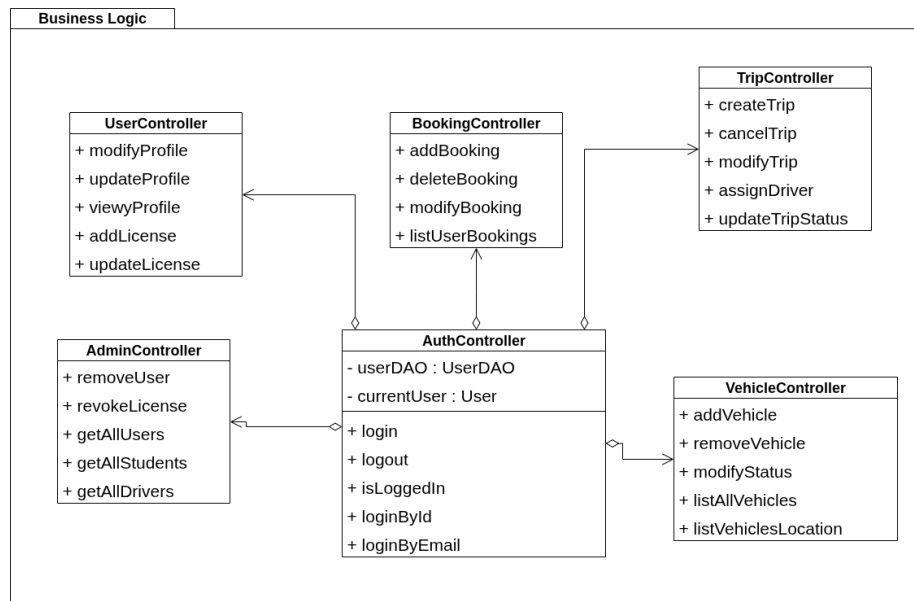 Business Logic
UserController
+ modifyProfile
+ updateProfile
+ viewyProfile
+ addLicense
+ updateLicense
BookingController
+ addBooking
+ deleteBooking
+ modifyBooking
+ listUserBookings
TripController
+ createTrip
+ cancelTrip
+ modifyTrip
+ assignDriver
+ updateTripStatus
AdminController
+ removeUser
+ revokeLicense
+ getAllUsers
+ getAllStudents
+ getAllDrivers
AuthController
- userDAO : UserDAO
- currentUser : User
+ login
+ logout
+ isLoggedIn
+ loginById
+ loginByEmail
VehicleController
+ addVehicle
+ removeVehicle
+ modifyStatus
+ listAllVehicles
+ listVehiclesLocation